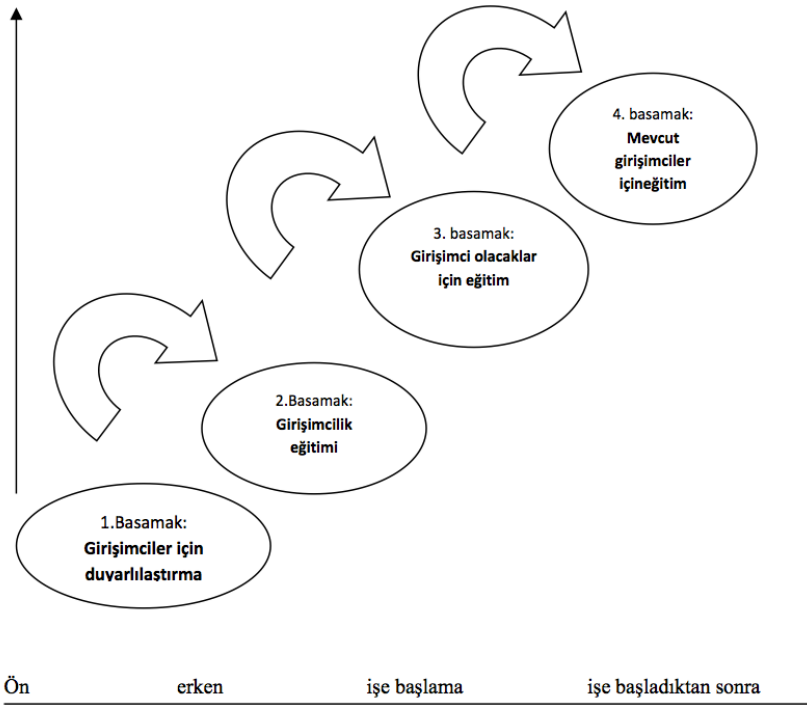 4. basamak:
Mevcut
girişimciler
içineğitim
3. basamak:
Girişimci olacaklar
için eğitim
2.Basamak:
Girişimcilik
eğitimi
1.Basamak:
Girişimciler için
duyarlılaştırma
Ön erken işe başlama işe başladıktan sonra